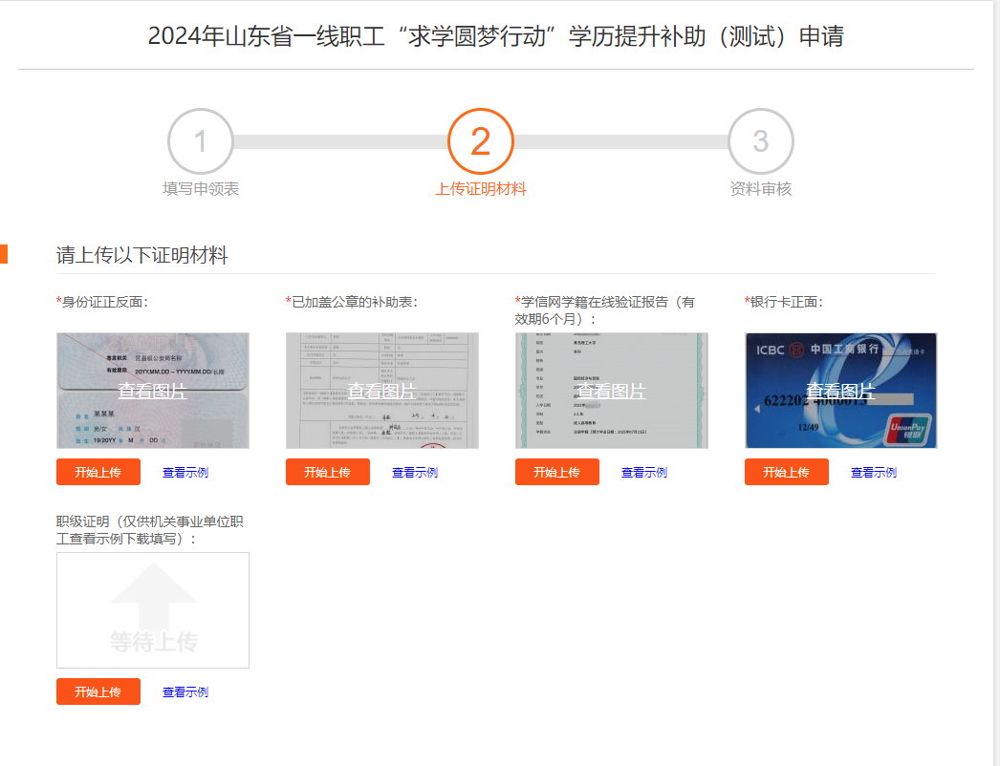 2024年山东省一线职工“求学圆梦行动”学历提升补助（测试）申请
1
2
3
填写申领表
上传证明材料
资料审核
请上传以下证明材料
*身份证正反面：
*已加盖公章的补助表：
*学信网学籍在线验证报告（有
效期6个月）：
*银行卡正面：
签发机关 区县级公安局名称
有效期限 20YY.MM.DD－YYYY.MM.DD/长期
查看图片
姓名 某某某
性别 男/女 民族 汉
出生 19/20YY 年 M 月 DD 日
查看图片
查看图片
ICBC 中国工商银行
查看图片
12/49
UnionPay
银联
开始上传 查看示例
开始上传 查看示例
开始上传 查看示例
开始上传 查看示例
职级证明（仅供机关事业单位职
工查看示例下载填写）：
等待上传
开始上传 查看示例